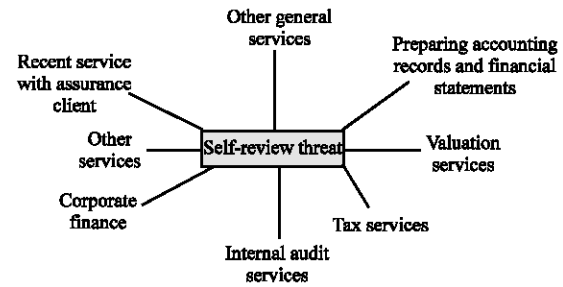 Other general
services
Recent service
with assurance
client
Preparing accounting
records and financial
statements
Other
services
Self-review threat
Valuation
services
Corporate
finance
Tax services
Internal audit
services